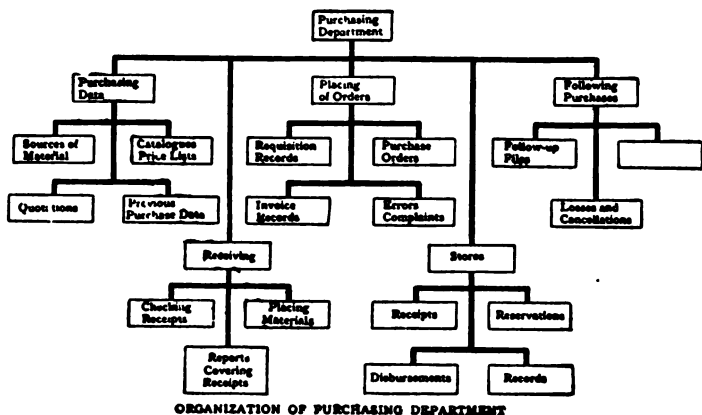 Purchasing
Department
Purchasing
Data
Placing
of Orders
Following
Purchases
Sources of
Material
Catalogues
Price Lists
Requisition
Records
Purchase
Orders
Follow-up
Files
Quotations
Previous
Purchase Data
Invoice
Records
Errors
Complaints
Losses and
Cancellations
Receiving
Stores
Checking
Receipts
Placing
Materials
Receipts
Reservations
Reports
Covering
Receipts
Disbursements
Records
ORGANIZATION OF PURCHASING DEPARTMENT